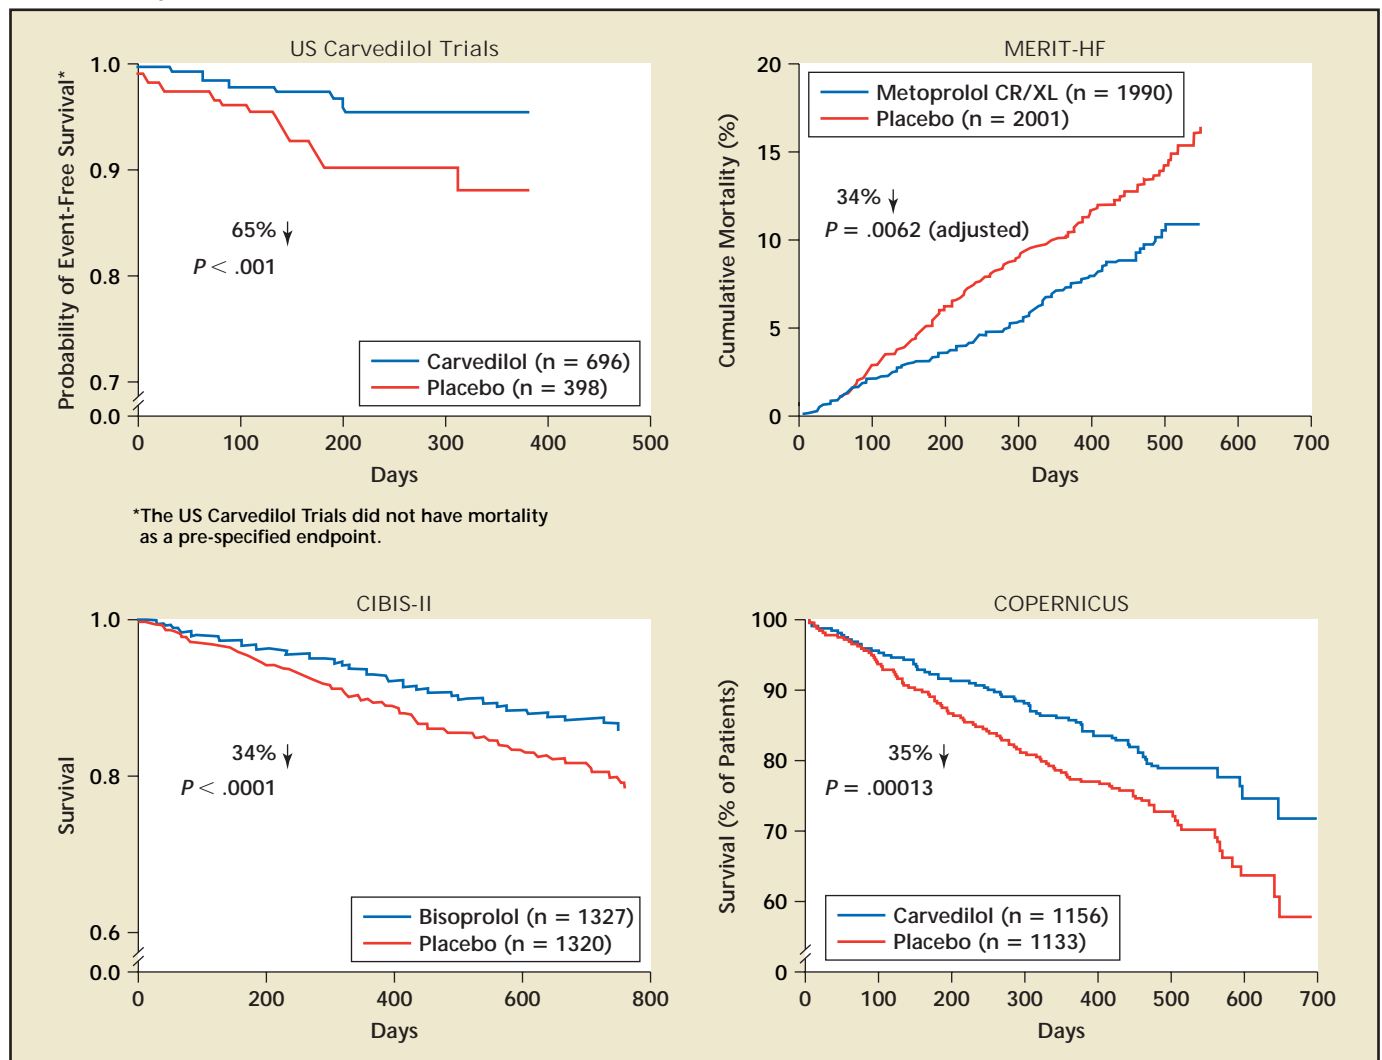 US Carvedilol Trials
Probability of Event-Free Survival*
1.0
0.9
0.8
0.7
0.0
65% ↓
P < .001
Carvedilol (n = 696)
Placebo (n = 398)
0 100 200 300 400 500
Days
*The US Carvedilol Trials did not have mortality
as a pre-specified endpoint.
MERIT-HF
Cumulative Mortality (%)
20
15
10
5
0
Metoprolol CR/XL (n = 1990)
Placebo (n = 2001)
34% ↓
P = .0062 (adjusted)
0 100 200 300 400 500 600 700
Days
CIBIS-II
Survival
1.0
0.8
0.6
0.0
34% ↓
P < .0001
Bisoprolol (n = 1327)
Placebo (n = 1320)
0 200 400 600 800
Days
COPERNICUS
Survival (% of Patients)
100
90
80
70
60
0
35% ↓
P = .00013
Carvedilol (n = 1156)
Placebo (n = 1133)
0 100 200 300 400 500 600 700
Days